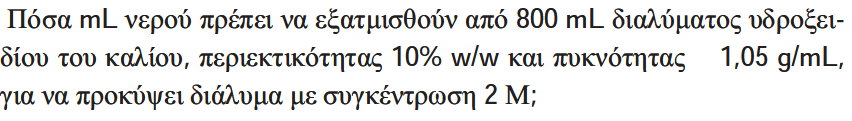 Πόσα mL νερού πρέπει να εξατμισθούν από 800 mL διαλύματος υδροξει-
δίου του καλίου, περιεκτικότητας 10% w/w και πυκνότητας 1,05 g/mL,
για να προκύψει διάλυμα με συγκέντρωση 2 Μ;